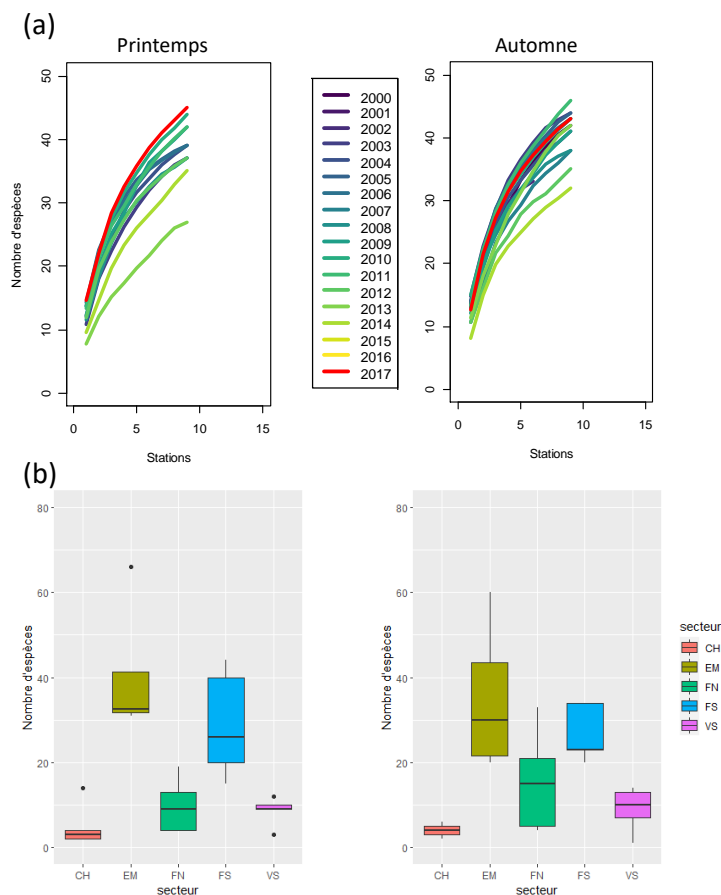 (a)
Printemps
Automne
Nombre d'espèces
50
40
30
20
10
0
0 5 10 15
Stations
2000
2001
2002
2003
2004
2005
2006
2007
2008
2009
2010
2011
2012
2013
2014
2015
2016
2017
50
40
30
20
10
0
0 5 10 15
Stations
(b)
Nombre d'espèces
80
60
40
20
0
CH EM FN FS VS
secteur
Nombre d'espèces
80
60
40
20
0
CH EM FN FS VS
secteur
secteur
CH
EM
FN
FS
VS